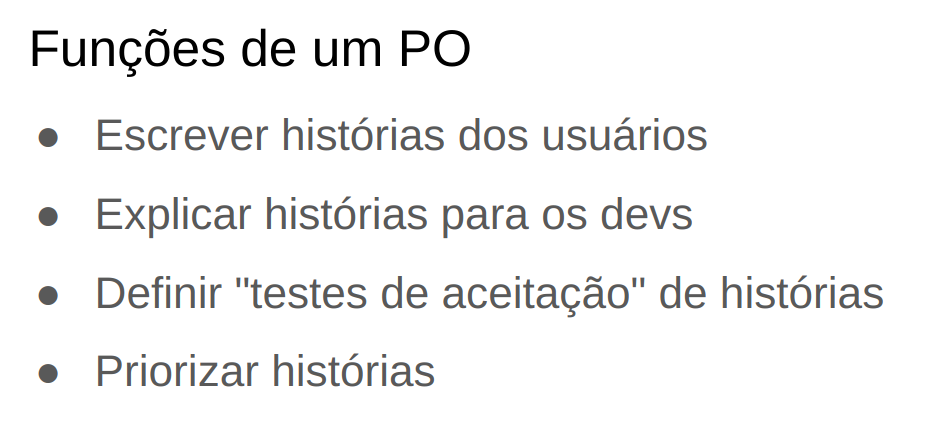 Funções de um PO
● Escrever histórias dos usuários
● Explicar histórias para os devs
● Definir "testes de aceitação" de histórias
● Priorizar histórias